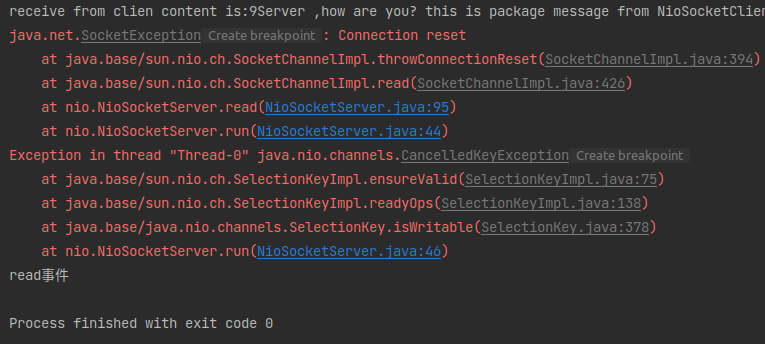 receive from clien content is:9Server ,how are you? this is package message from NioSocketClien
java.net.SocketException Create breakpoint : Connection reset
    at java.base/sun.nio.ch.SocketChannelImpl.throwConnectionReset(SocketChannelImpl.java:394)
    at java.base/sun.nio.ch.SocketChannelImpl.read(SocketChannelImpl.java:426)
    at nio.NioSocketServer.read(NioSocketServer.java:95)
    at nio.NioSocketServer.run(NioSocketServer.java:44)
Exception in thread "Thread-0" java.nio.channels.CancelledKeyException Create breakpoint
    at java.base/sun.nio.ch.SelectionKeyImpl.ensureValid(SelectionKeyImpl.java:75)
    at java.base/sun.nio.ch.SelectionKeyImpl.readyOps(SelectionKeyImpl.java:138)
    at java.base/java.nio.channels.SelectionKey.isWritable(SelectionKey.java:378)
    at nio.NioSocketServer.run(NioSocketServer.java:46)
read事件
Process finished with exit code 0